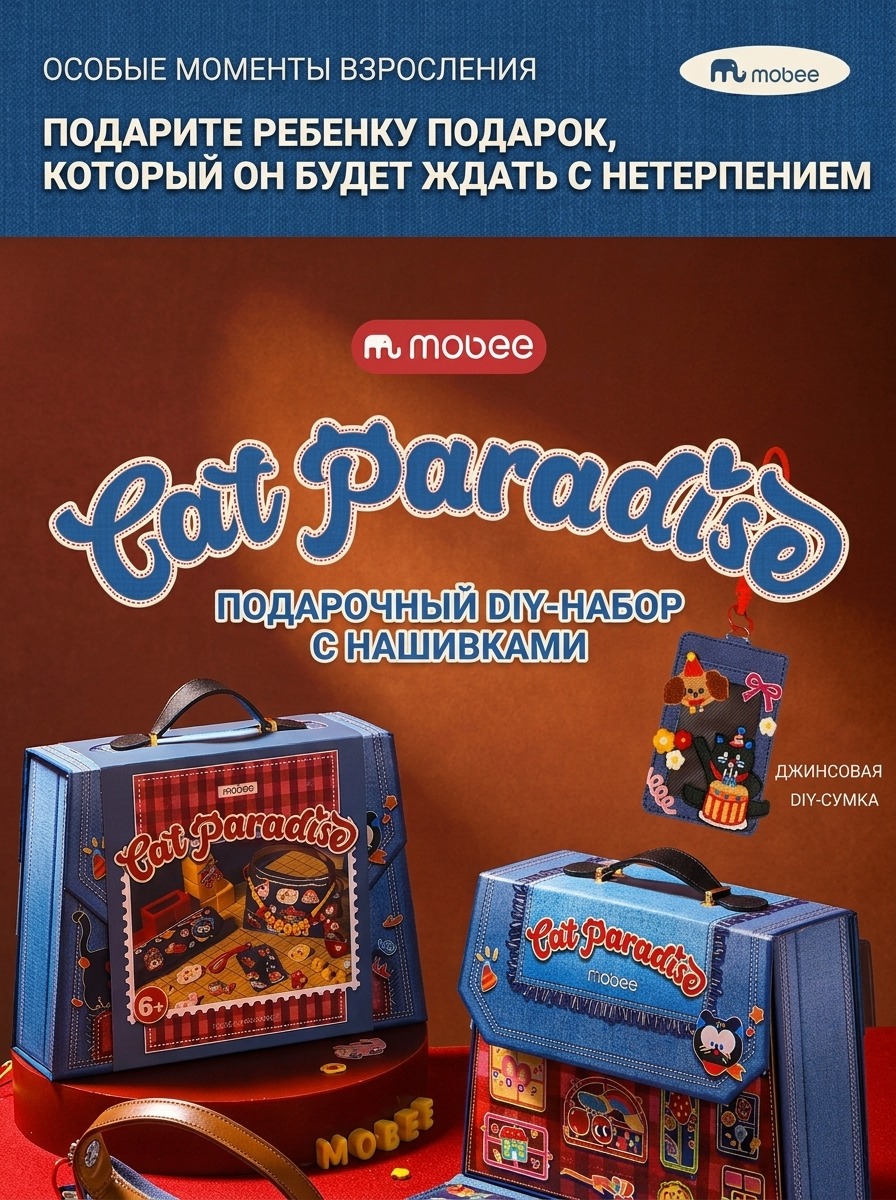 ОСОБЫЕ МОМЕНТЫ ВЗРОСЛЕНИЯ
mobee
ПОДАРИТЕ РЕБЕНКУ ПОДАРОК,
КОТОРЫЙ ОН БУДЕТ ЖДАТЬ С НЕТЕРПЕНИЕМ
mobee
Cat Paradise
ПОДАРОЧНЫЙ DIY-НАБОР
С НАШИВКАМИ
ДЖИНСОВАЯ
DIY-СУМКА
mobee
Cat Paradise
6+
Cat Paradise
mobee
MOBEE